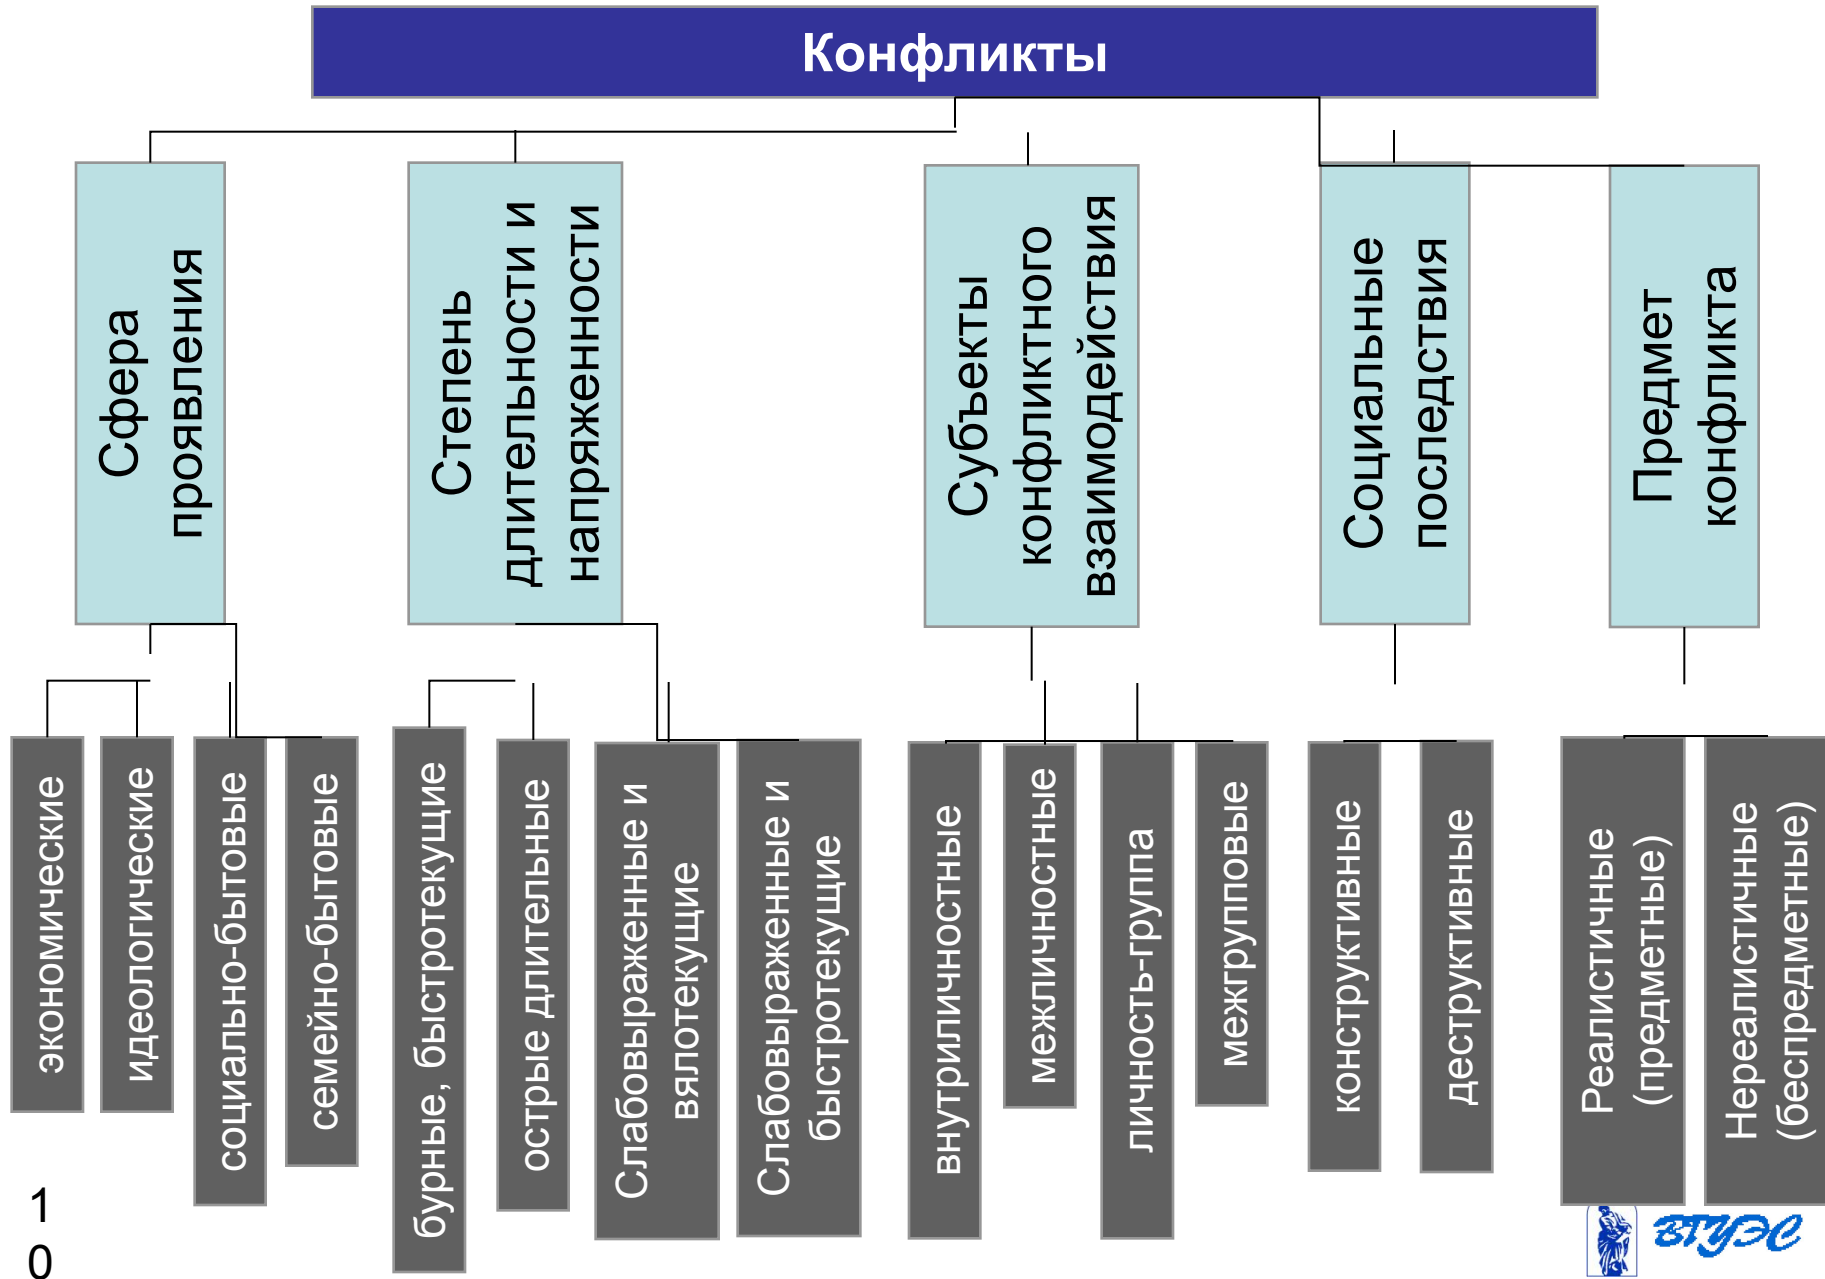 Конфликты
Сфера
проявления
Степень
длительности и
напряженности
Субъекты
конфликтного
взаимодействия
Социальные
последствия
Предмет
конфликта
экономические
идеологические
социально-бытовые
семейно-бытовые
бурные, быстротекущие
острые длительные
Слабовыраженные и
вялотекущие
Слабовыраженные и
быстротекущие
внутриличностные
межличностные
личность-группа
межгрупповые
конструктивные
деструктивные
Реалистичные
(предметные)
Нереалистичные
(беспредметные)
1
0
ВГУЭС